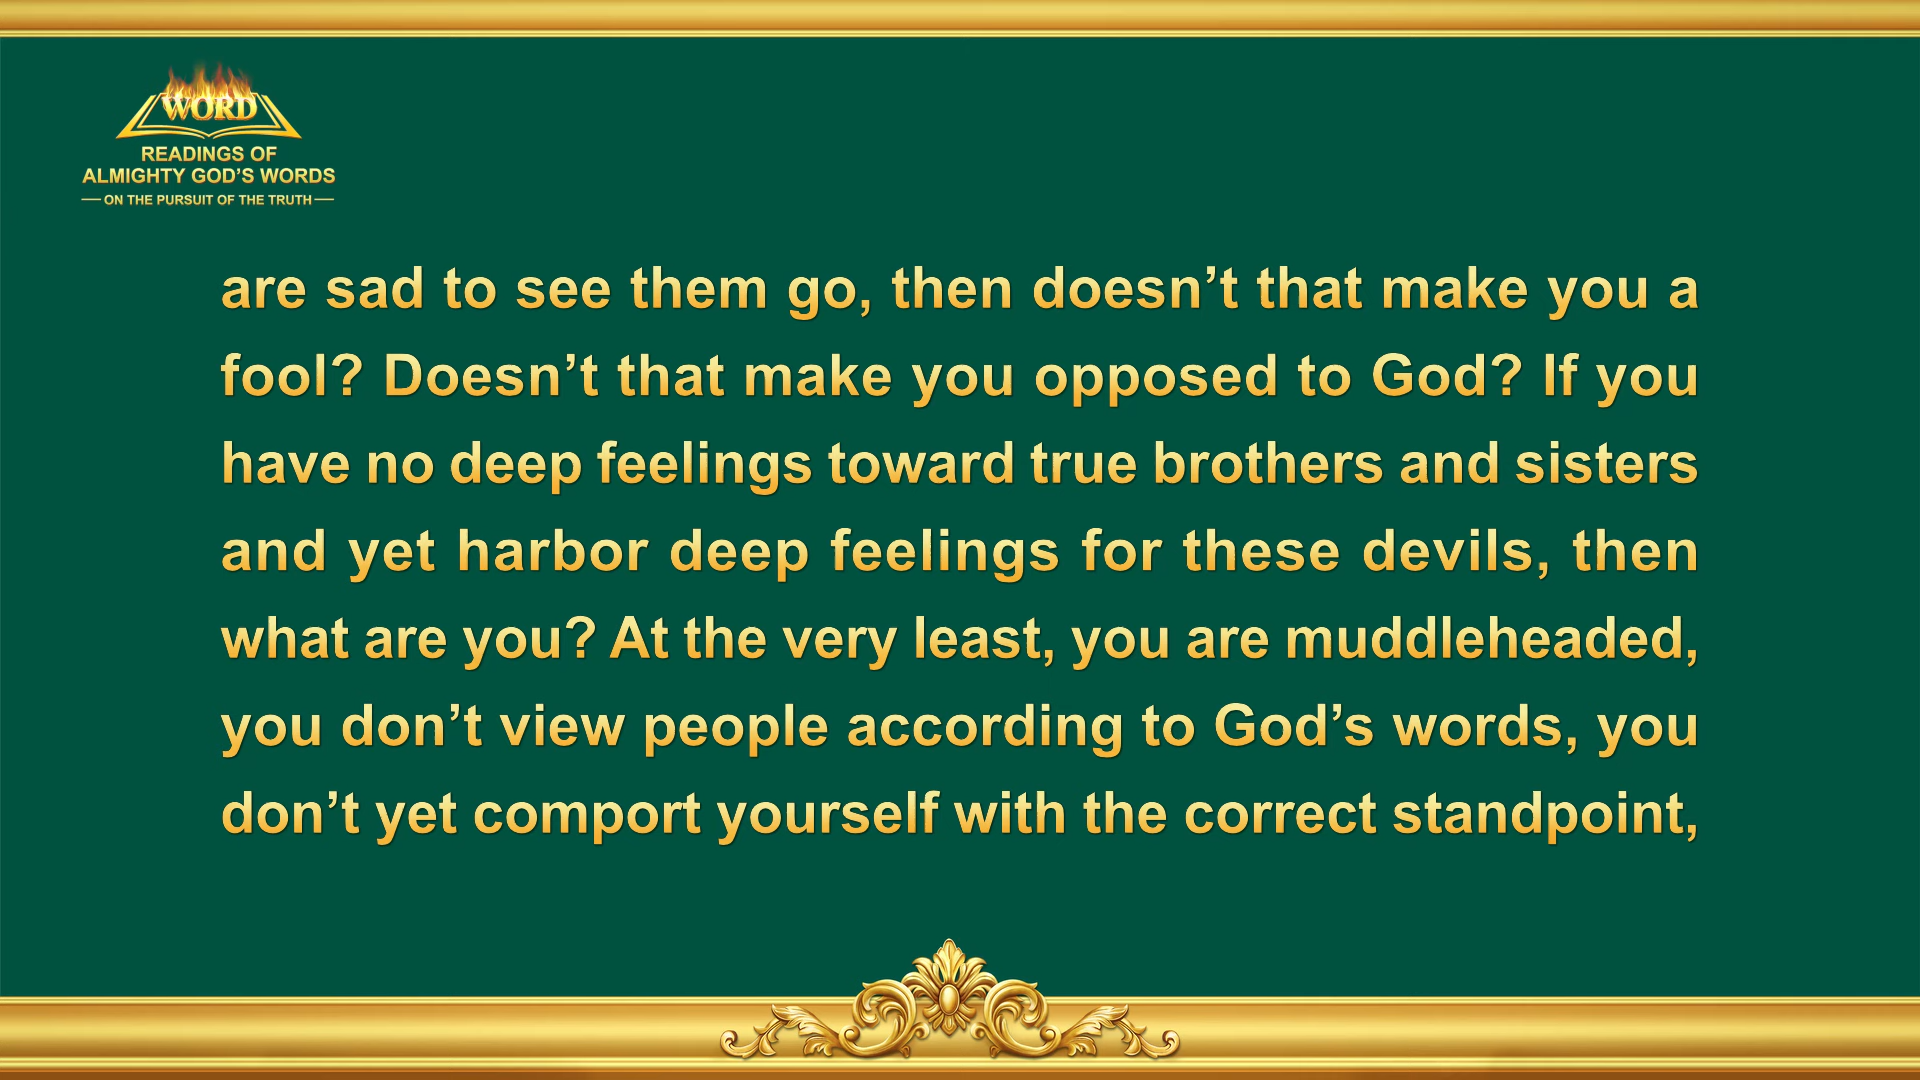 WORD
READINGS OF
ALMIGHTY GOD’S WORDS
— ON THE PURSUIT OF THE TRUTH —
are sad to see them go, then doesn’t that make you a
fool? Doesn’t that make you opposed to God? If you
have no deep feelings toward true brothers and sisters
and yet harbor deep feelings for these devils, then
what are you? At the very least, you are muddleheaded,
you don’t view people according to God’s words, you
don’t yet comport yourself with the correct standpoint,